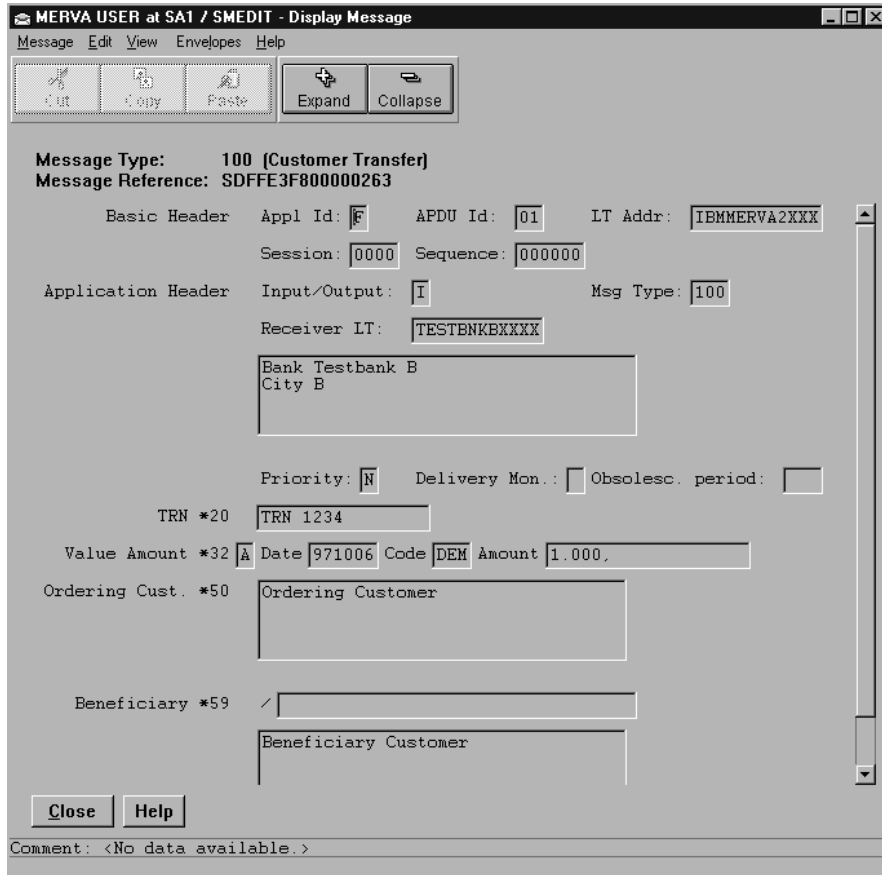 MERVA USER at SA1 / SMEDIT - Display Message
Message Edit View Envelopes Help
Cut Copy Paste Expand Collapse
Message Type: 100 (Customer Transfer)
Message Reference: SDFFE3F800000263
Basic Header Appl Id: F APDU Id: 01 LT Addr: IBMMERVA2XXX
Session: 0000 Sequence: 000000
Application Header Input/Output: I Msg Type: 100
Receiver LT: TESTBNKBXXXX
Bank Testbank B
City B
Priority: N Delivery Mon.: Obsolesc. period:
TRN *20 TRN 1234
Value Amount *32 A Date 971006 Code DEM Amount 1.000,
Ordering Cust. *50 Ordering Customer
Beneficiary *59 /
Beneficiary Customer
Close Help
Comment: <No data available.>